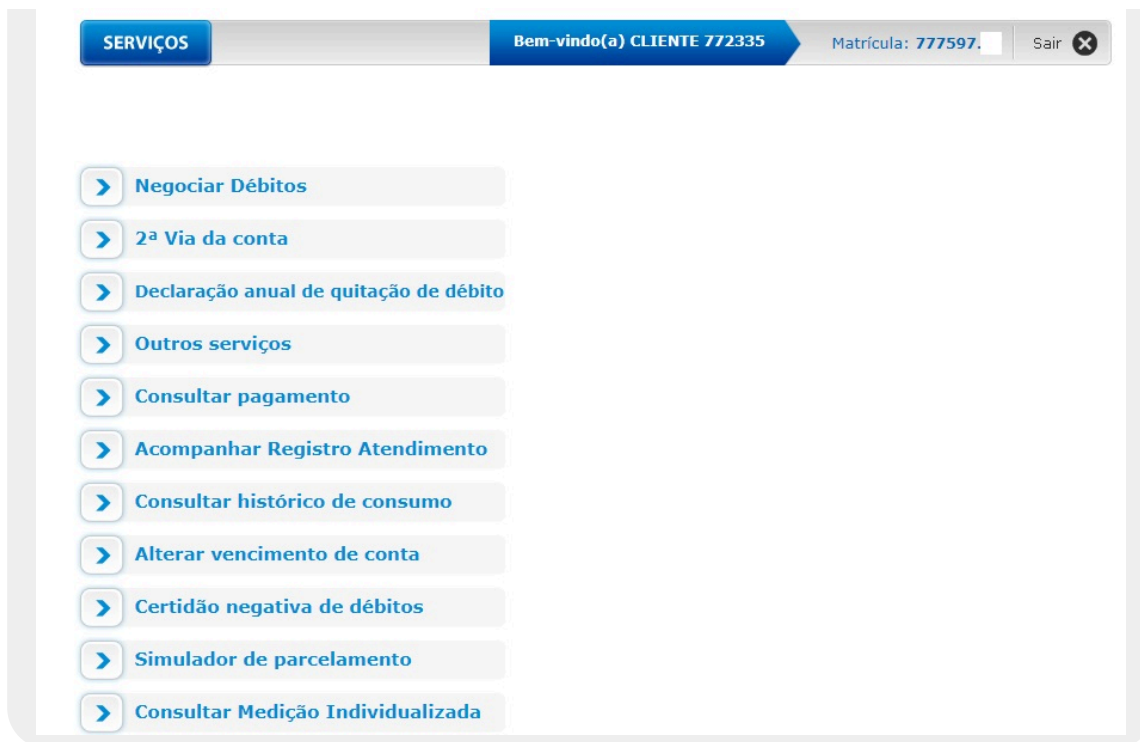 SERVIÇOS
Bem-vindo(a) CLIENTE 772335
Matrícula: 777597.
Sair
Negociar Débitos
2ª Via da conta
Declaração anual de quitação de débito
Outros serviços
Consultar pagamento
Acompanhar Registro Atendimento
Consultar histórico de consumo
Alterar vencimento de conta
Certidão negativa de débitos
Simulador de parcelamento
Consultar Medição Individualizada